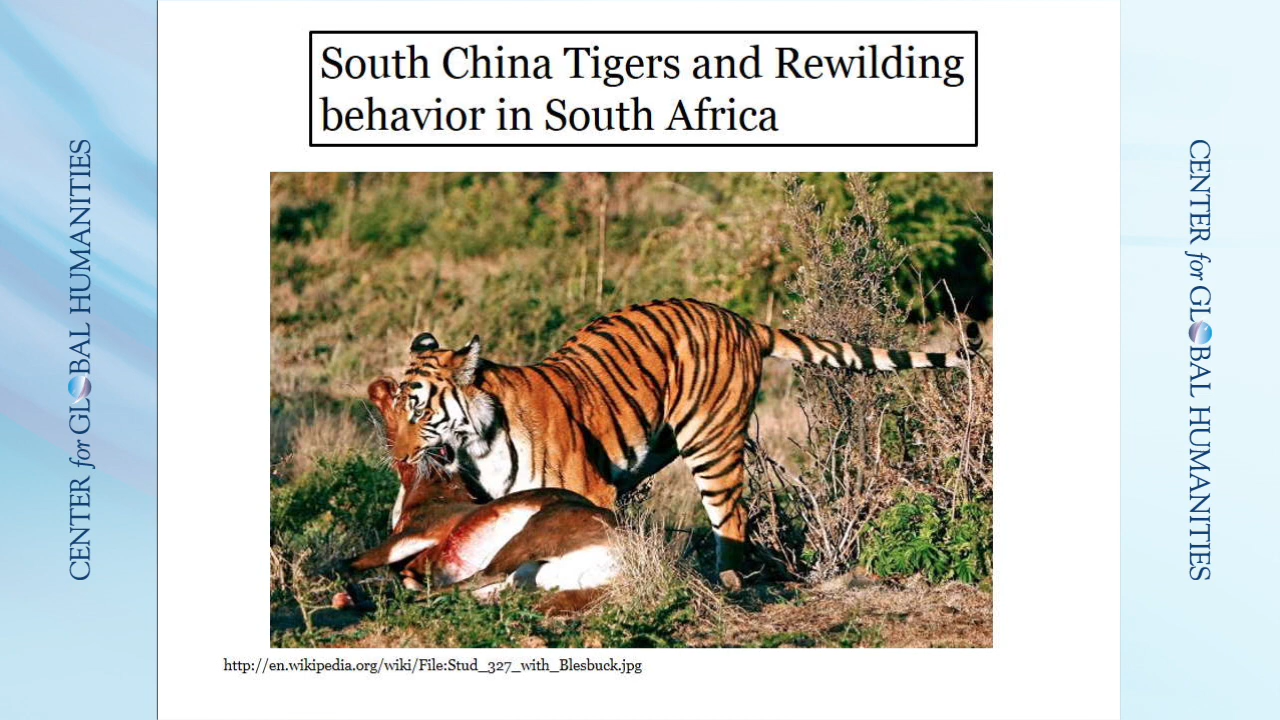 South China Tigers and Rewilding
behavior in South Africa
http://en.wikipedia.org/wiki/File:Stud_327_with_Blesbuck.jpg
CENTER for GLOBAL HUMANITIES
CENTER for GLOBAL HUMANITIES